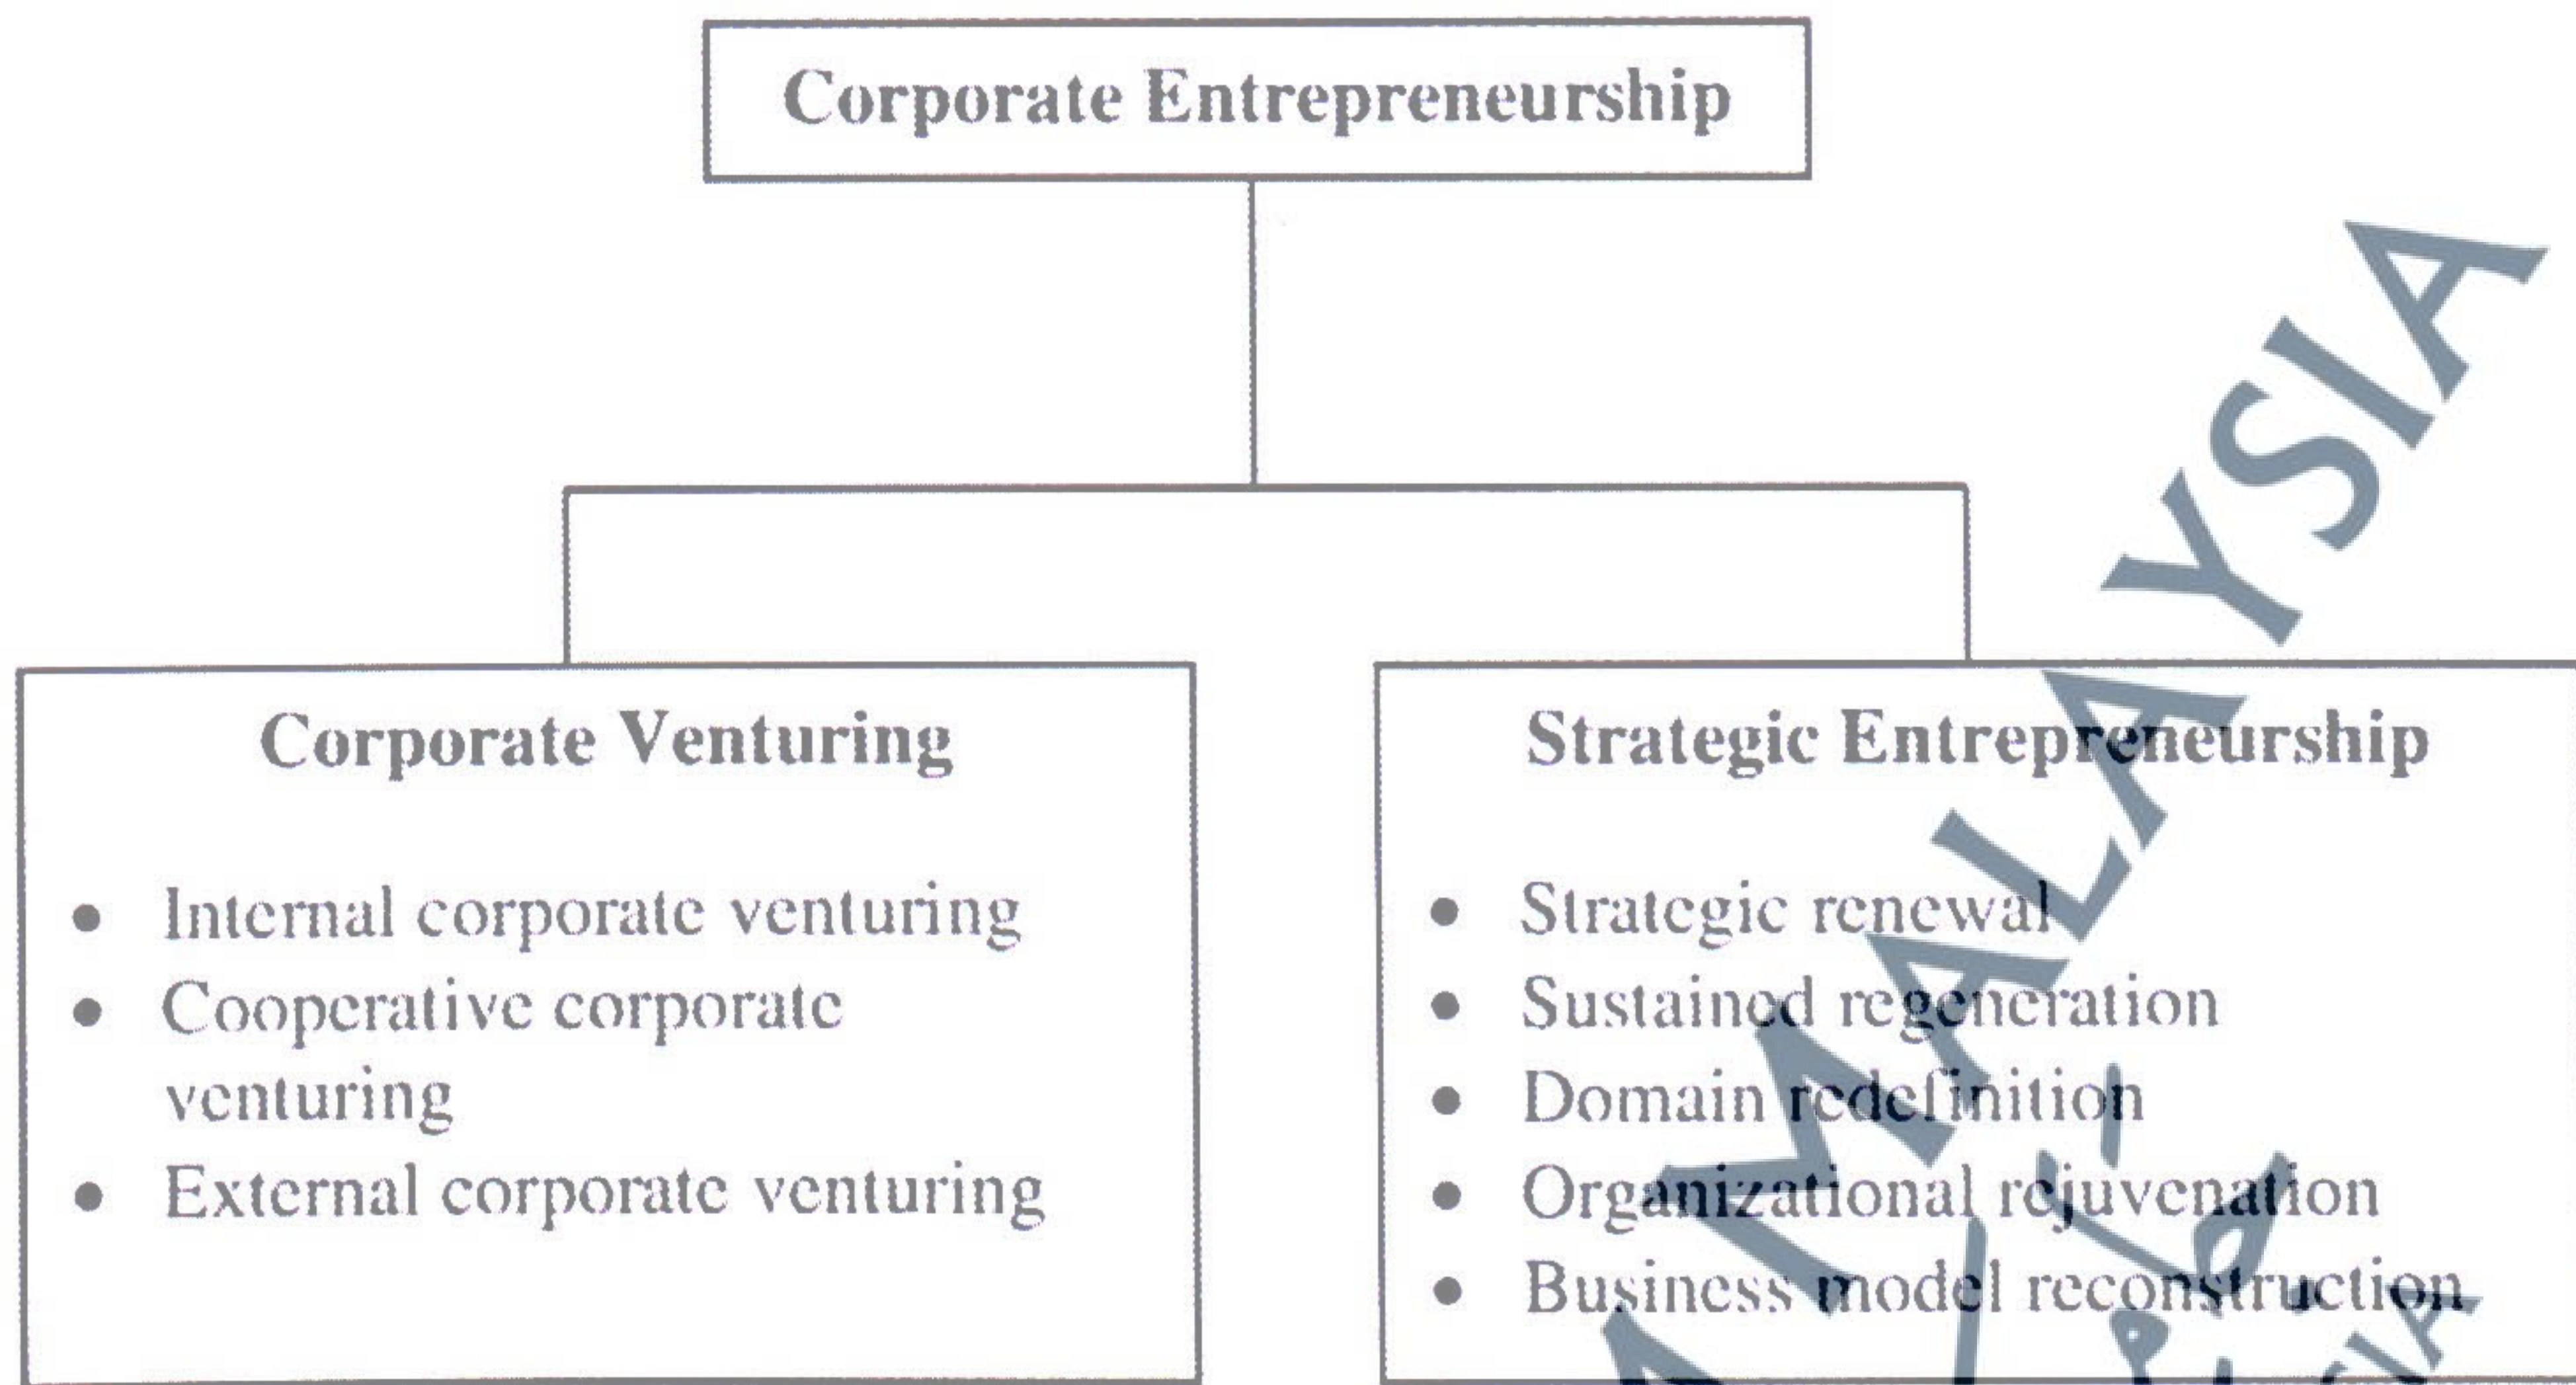 Corporate Entrepreneurship
Corporate Venturing
• Internal corporate venturing
• Cooperative corporate
venturing
• External corporate venturing
Strategic Entrepreneurship
• Strategic renewal
• Sustained regeneration
• Domain redefinition
• Organizational rejuvenation
• Business model reconstruction
MALAYSIA